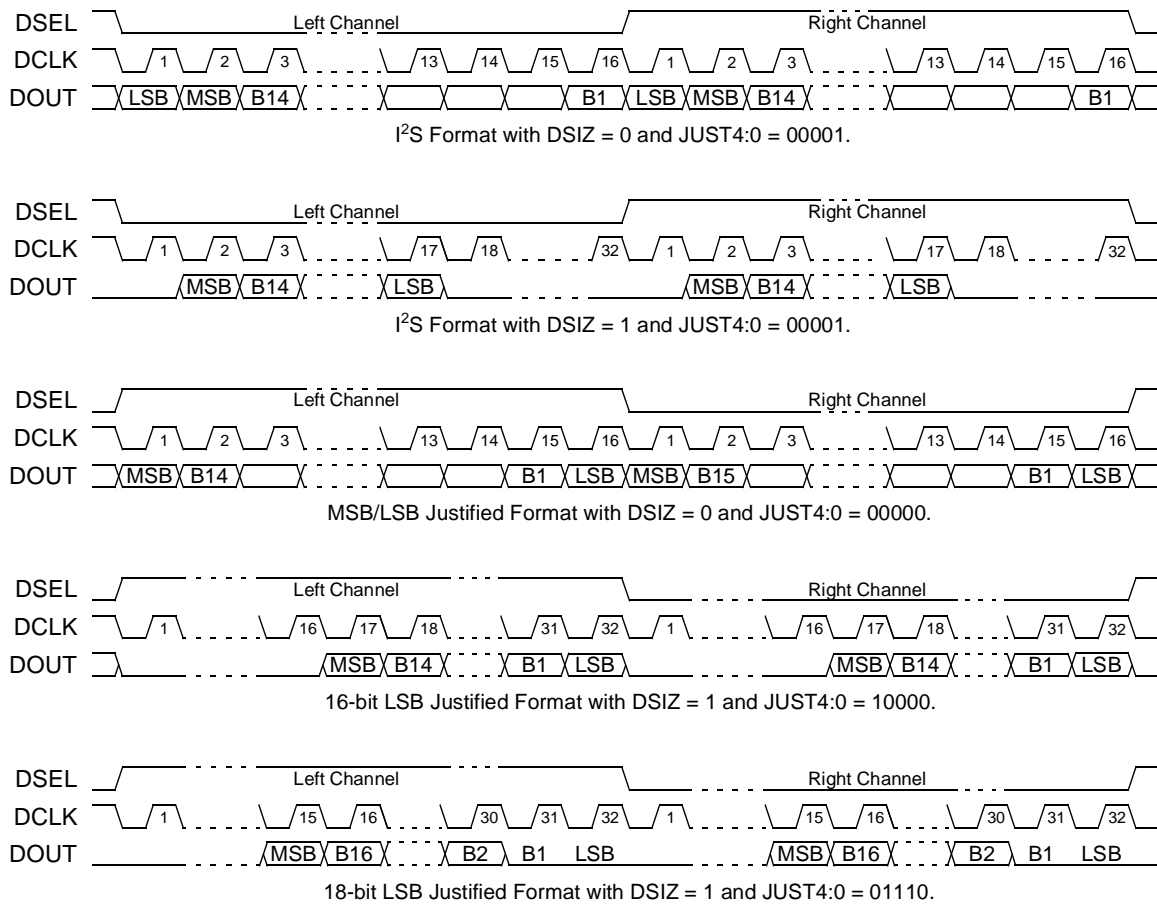 DSEL Left Channel Right Channel
DCLK 1 2 3 13 14 15 16 1 2 3 13 14 15 16
DOUT LSB MSB B14 B1 LSB MSB B14 B1
I²S Format with DSIZ = 0 and JUST4:0 = 00001.
DSEL Left Channel Right Channel
DCLK 1 2 3 17 18 32 1 2 3 17 18 32
DOUT MSB B14 LSB MSB B14 LSB
I²S Format with DSIZ = 1 and JUST4:0 = 00001.
DSEL Left Channel Right Channel
DCLK 1 2 3 13 14 15 16 1 2 3 13 14 15 16
DOUT MSB B14 B1 LSB MSB B15 B1 LSB
MSB/LSB Justified Format with DSIZ = 0 and JUST4:0 = 00000.
DSEL Left Channel Right Channel
DCLK 1 16 17 18 31 32 1 16 17 18 31 32
DOUT MSB B14 B1 LSB MSB B14 B1 LSB
16-bit LSB Justified Format with DSIZ = 1 and JUST4:0 = 10000.
DSEL Left Channel Right Channel
DCLK 1 15 16 30 31 32 1 15 16 30 31 32
DOUT MSB B16 B2 B1 LSB MSB B16 B2 B1 LSB
18-bit LSB Justified Format with DSIZ = 1 and JUST4:0 = 01110.